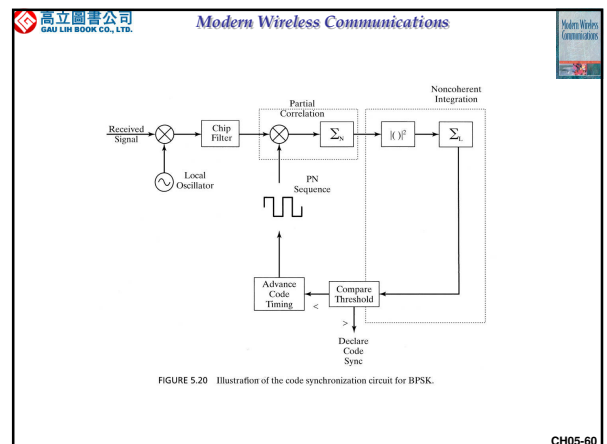 高立圖書公司
GAU LIH BOOK CO., LTD.
Modern Wireless Communications
Modern Wireless
Communications
Noncoherent
Integration
Partial
Correlation
Received
Signal
Chip
Filter
Σ_N
|( )|²
Σ_L
Local
Oscillator
PN
Sequence
Advance
Code
Timing
Compare
Threshold
<
>
Declare
Code
Sync
FIGURE 5.20 Illustration of the code synchronization circuit for BPSK.
CH05-60